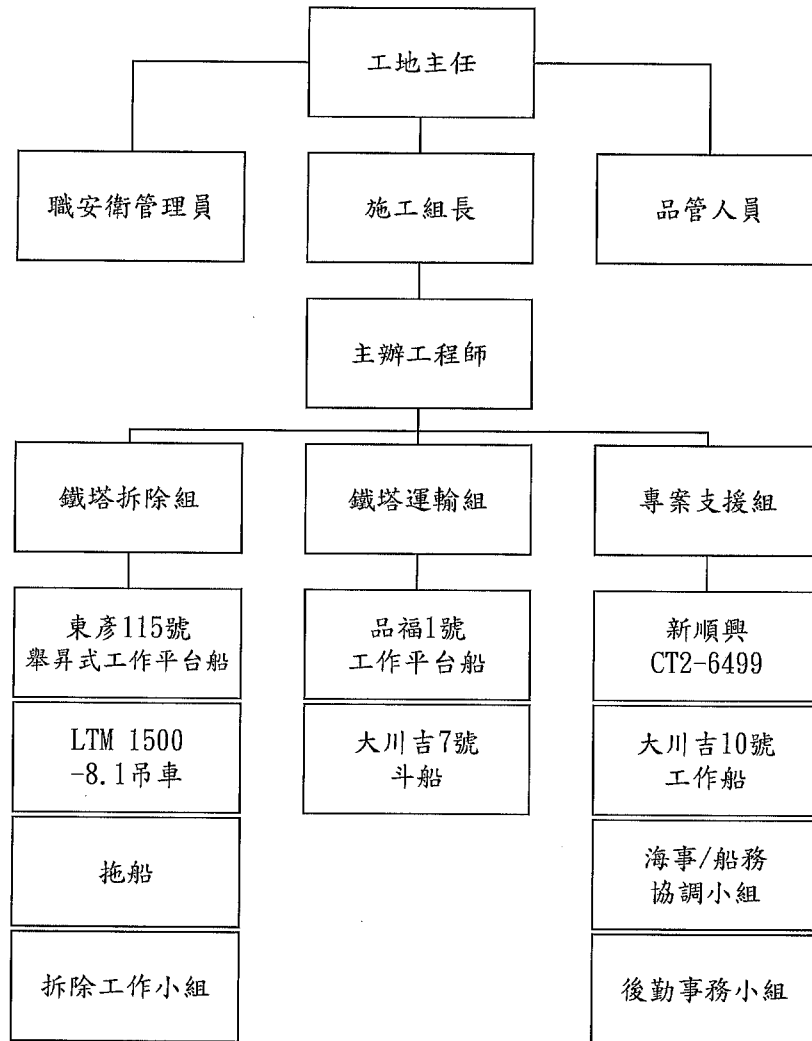 工地主任
職安衛管理員
施工組長
品管人員
主辦工程師
鐵塔拆除組
鐵塔運輸組
專案支援組
東彥115號
舉昇式工作平台船
品福1號
工作平台船
新順興
CT2-6499
LTM 1500
-8.1吊車
大川吉7號
斗船
大川吉10號
工作船
拖船
海事/船務
協調小組
拆除工作小組
後勤事務小組